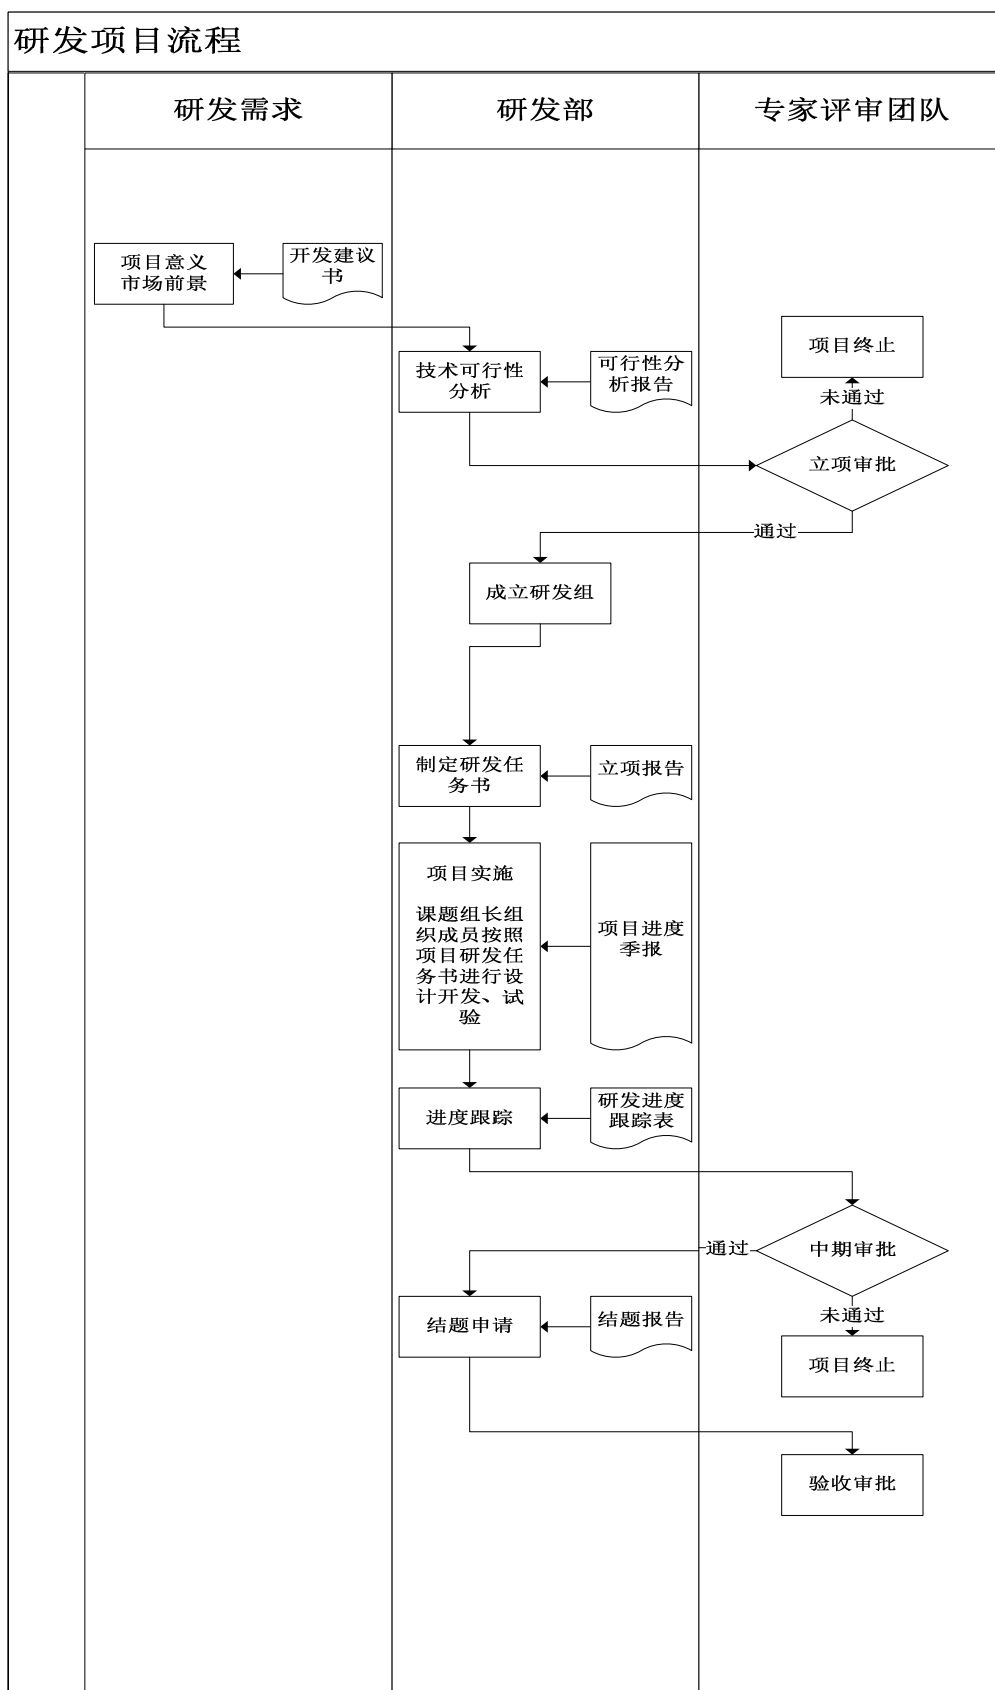 研发项目流程
研发需求
研发部
专家评审团队
项目意义
市场前景
开发建议
书
技术可行性
分析
可行性分
析报告
项目终止
未通过
立项审批
通过
成立研发组
制定研发任
务书
立项报告
项目实施
课题组长组
织成员按照
项目研发任
务书进行设
计开发、试
验
项目进度
季报
进度跟踪
研发进度
跟踪表
中期审批
通过
未通过
结题申请
结题报告
项目终止
验收审批